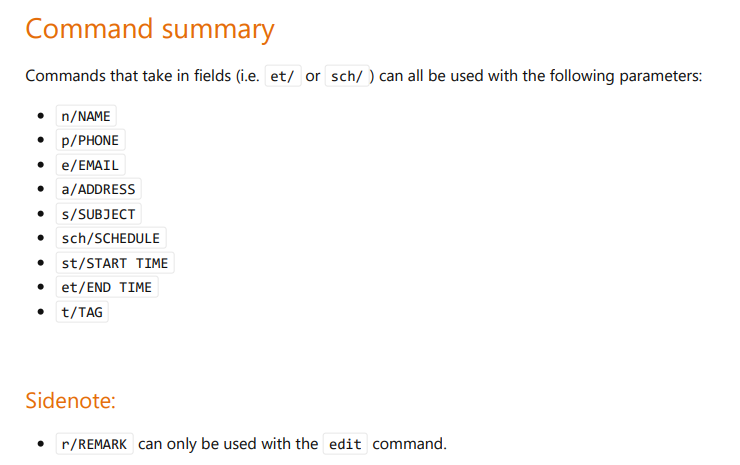 Command summary
Commands that take in fields (i.e. et/ or sch/ ) can all be used with the following parameters:
• n/NAME
• p/PHONE
• e/EMAIL
• a/ADDRESS
• s/SUBJECT
• sch/SCHEDULE
• st/START TIME
• et/END TIME
• t/TAG
Sidenote:
• r/REMARK can only be used with the edit command.